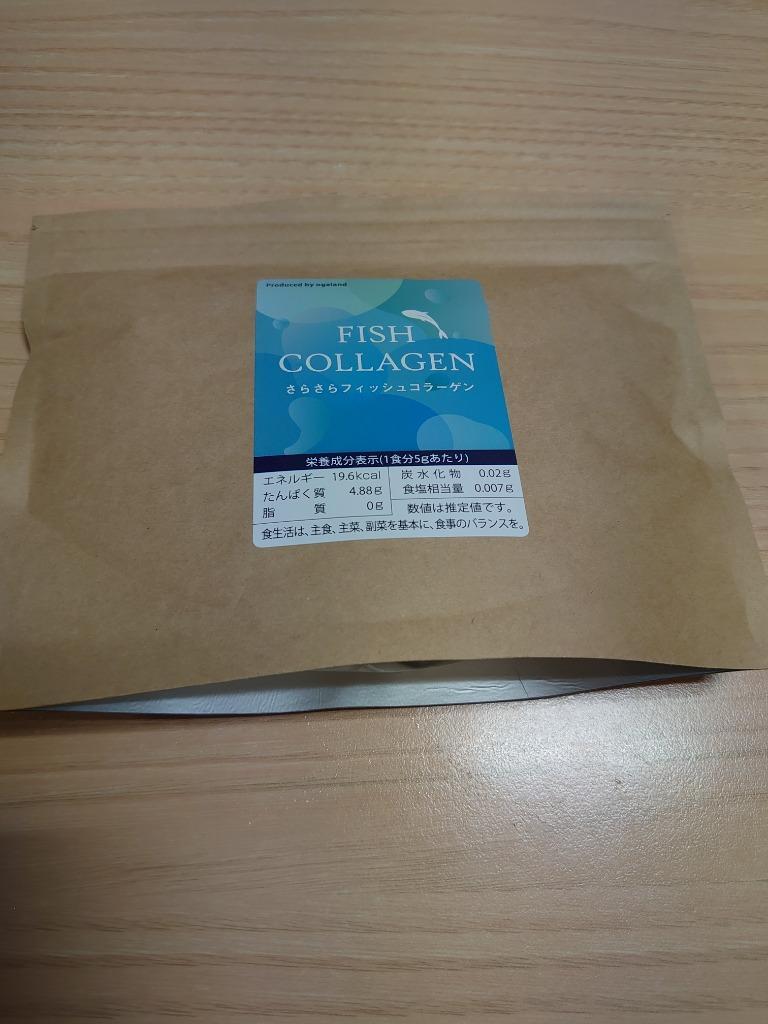 Produced by ogaland
FISH
COLLAGEN
さらさらフィッシュコラーゲン
栄養成分表示(1食分5gあたり)
エネルギー 19.6kcal
たんぱく質 4.88g
脂質 0g
炭水化物 0.02g
食塩相当量 0.007g
数値は推定値です。
食生活は、主食、主菜、副菜を基本に、食事のバランスを。